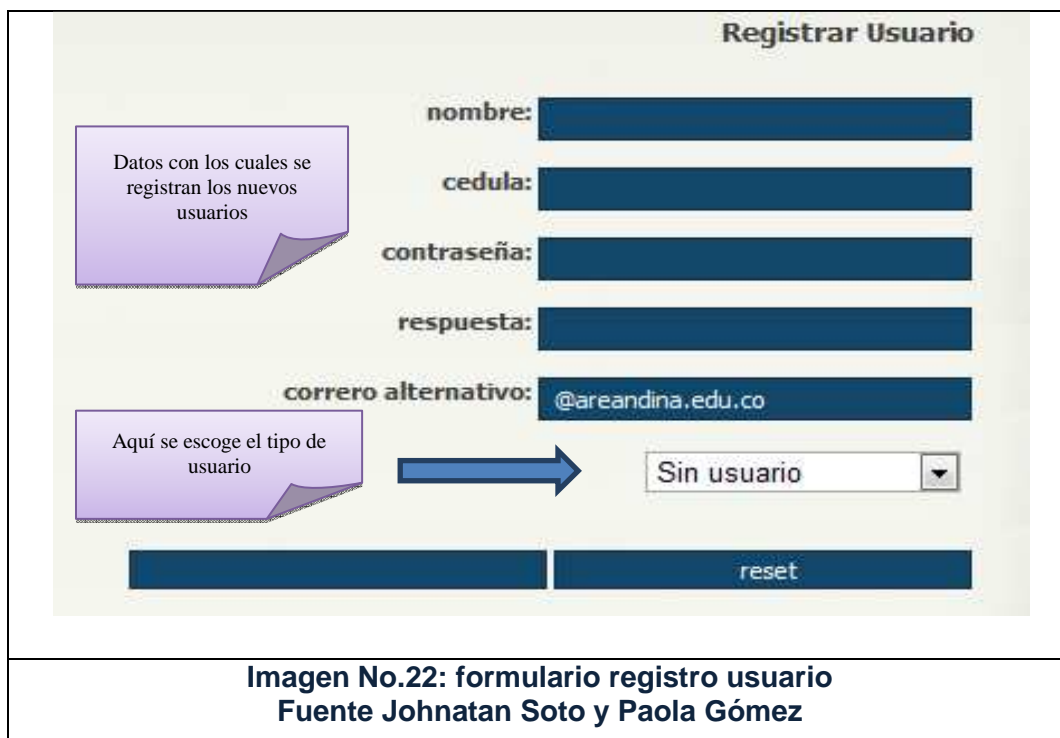 Registrar Usuario
nombre:
Datos con los cuales se
registran los nuevos
usuarios
cedula:
contraseña:
respuesta:
correro alternativo: @areandina.edu.co
Aquí se escoge el tipo de
usuario
Sin usuario
reset
Imagen No.22: formulario registro usuario
Fuente Johnatan Soto y Paola Gómez